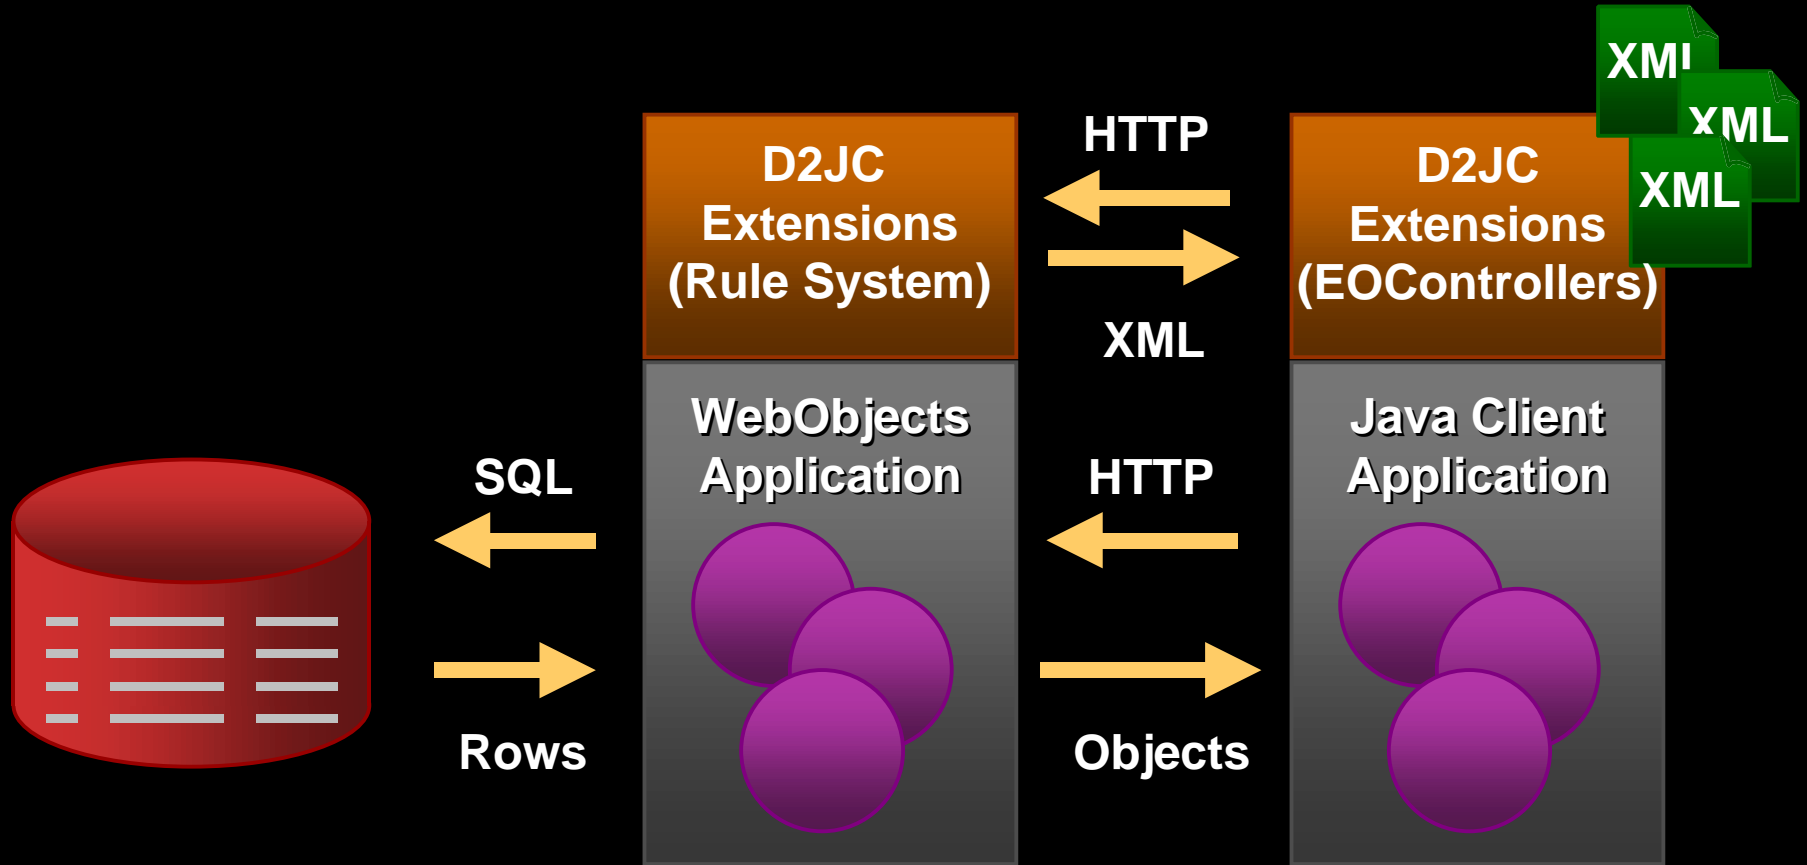 XML
XML
XML
D2JC
Extensions
(Rule System)
HTTP
XML
D2JC
Extensions
(EOControllers)
SQL
Rows
WebObjects
Application
HTTP
Objects
Java Client
Application